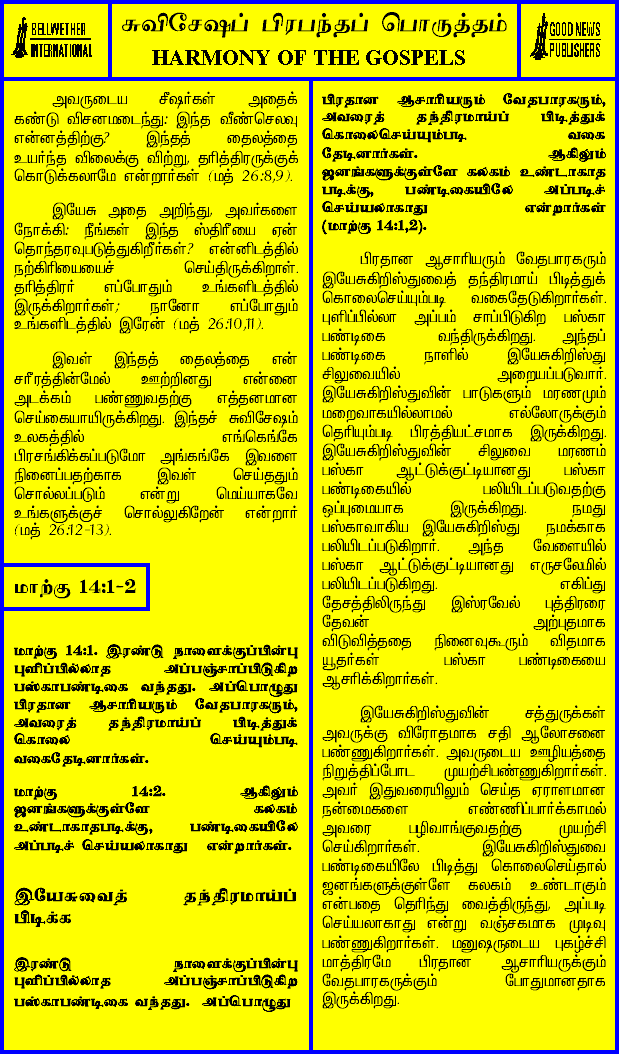 BELLWETHER
INTERNATIONAL
சுவிசேஷப் பிரபந்தப் பொருத்தம்
HARMONY OF THE GOSPELS
GOOD NEWS
PUBLISHERS
அவருடைய சீஷர்கள் அதைக்
கண்டு விசனமடைந்து: இந்த வீண்செலவு
என்னத்திற்கு? இந்தத் தைலத்தை
உயர்ந்த விலைக்கு விற்று, தரித்திரருக்குக்
கொடுக்கலாமே என்றார்கள் (மத் 26:8,9).
இயேசு அதை அறிந்து, அவர்களை
நோக்கி: நீங்கள் இந்த ஸ்திரீயை ஏன்
தொந்தரவுபடுத்துகிறீர்கள்? என்னிடத்தில்
நற்கிரியையைச் செய்திருக்கிறாள்.
தரித்திரர் எப்போதும் உங்களிடத்தில்
இருக்கிறார்கள்; நானோ எப்போதும்
உங்களிடத்தில் இரேன் (மத் 26:10,11).
இவள் இந்தத் தைலத்தை என்
சரீரத்தின்மேல் ஊற்றினது என்னை
அடக்கம் பண்ணுவதற்கு எத்தனமான
செய்கையாயிருக்கிறது. இந்தச் சுவிசேஷம்
உலகத்தில் எங்கெங்கே
பிரசங்கிக்கப்படுமோ அங்கங்கே இவளை
நினைப்பதற்காக இவள் செய்ததும்
சொல்லப்படும் என்று மெய்யாகவே
உங்களுக்குச் சொல்லுகிறேன் என்றார்
(மத் 26:12-13).
மாற்கு 14:1-2
மாற்கு 14:1. இரண்டு நாளைக்குப்பின்பு
புளிப்பில்லாத அப்பஞ்சாப்பிடுகிற
பஸ்காபண்டிகை வந்தது. அப்பொழுது
பிரதான ஆசாரியரும் வேதபாரகரும்,
அவரைத் தந்திரமாய்ப் பிடித்துக்
கொலை செய்யும்படி
வகைதேடினார்கள்.
மாற்கு 14:2. ஆகிலும்
ஜனங்களுக்குள்ளே கலகம்
உண்டாகாதபடிக்கு, பண்டிகையிலே
அப்படிச் செய்யலாகாது என்றார்கள்.
இயேசுவைத் தந்திரமாய்ப்
பிடிக்க
இரண்டு நாளைக்குப்பின்பு
புளிப்பில்லாத அப்பஞ்சாப்பிடுகிற
பஸ்காபண்டிகை வந்தது. அப்பொழுது
பிரதான ஆசாரியரும் வேதபாரகரும்,
அவரைத் தந்திரமாய்ப் பிடித்துக்
கொலைசெய்யும்படி வகை
தேடினார்கள். ஆகிலும்
ஜனங்களுக்குள்ளே கலகம் உண்டாகாத
படிக்கு, பண்டிகையிலே அப்படிச்
செய்யலாகாது என்றார்கள்
(மாற்கு 14:1,2).
பிரதான ஆசாரியரும் வேதபாரகரும்
இயேசுகிறிஸ்துவைத் தந்திரமாய் பிடித்துக்
கொலைசெய்யும்படி வகைதேடுகிறார்கள்.
புளிப்பில்லா அப்பம் சாப்பிடுகிற பஸ்கா
பண்டிகை வந்திருக்கிறது. அந்தப்
பண்டிகை நாளில் இயேசுகிறிஸ்து
சிலுவையில் அறையப்படுவார்.
இயேசுகிறிஸ்துவின் பாடுகளும் மரணமும்
மறைவாகயில்லாமல் எல்லோருக்கும்
தெரியும்படி பிரத்தியட்சமாக இருக்கிறது.
இயேசுகிறிஸ்துவின் சிலுவை மரணம்
பஸ்கா ஆட்டுக்குட்டியானது பஸ்கா
பண்டிகையில் பலியிடப்படுவதற்கு
ஒப்புமையாக இருக்கிறது. நமது
பஸ்காவாகிய இயேசுகிறிஸ்து நமக்காக
பலியிடப்படுகிறார். அந்த வேளையில்
பஸ்கா ஆட்டுக்குட்டியானது எருசலேமில்
பலியிடப்படுகிறது. எகிப்து
தேசத்திலிருந்து இஸ்ரவேல் புத்திரரை
தேவன் அற்புதமாக
விடுவித்ததை நினைவுகூரும் விதமாக
யூதர்கள் பஸ்கா பண்டிகையை
ஆசரிக்கிறார்கள்.
இயேசுகிறிஸ்துவின் சத்துருக்கள்
அவருக்கு விரோதமாக சதி ஆலோசனை
பண்ணுகிறார்கள். அவருடைய ஊழியத்தை
நிறுத்திப்போட முயற்சிபண்ணுகிறார்கள்.
அவர் இதுவரையிலும் செய்த ஏராளமான
நன்மைகளை எண்ணிப்பார்க்காமல்
அவரை பழிவாங்குவதற்கு முயற்சி
செய்கிறார்கள். இயேசுகிறிஸ்துவை
பண்டிகையிலே பிடித்து கொலைசெய்தால்
ஜனங்களுக்குள்ளே கலகம் உண்டாகும்
என்பதை தெரிந்து வைத்திருந்து, அப்படி
செய்யலாகாது என்று வஞ்சகமாக முடிவு
பண்ணுகிறார்கள். மனுஷருடைய புகழ்ச்சி
மாத்திரமே பிரதான ஆசாரியருக்கும்
வேதபாரகருக்கும் போதுமானதாக
இருக்கிறது.